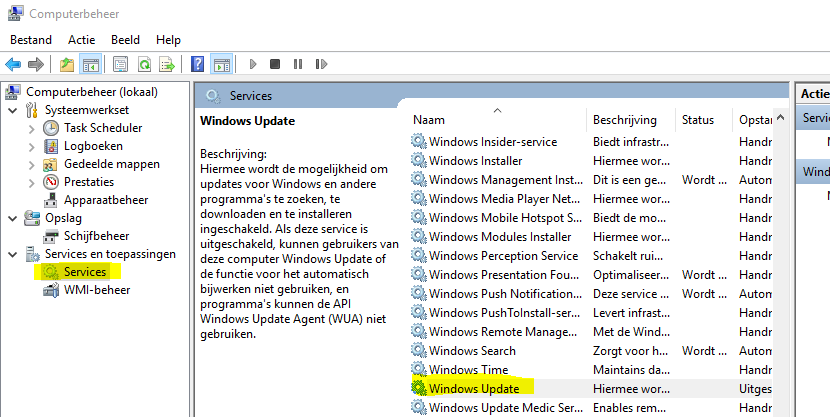 Computerbeheer
Bestand Actie Beeld Help
Computerbeheer (lokaal)
Systeemwerkset
Task Scheduler
Logboeken
Gedeelde mappen
Prestaties
Apparaatbeheer
Opslag
Schijfbeheer
Services en toepassingen
Services
WMI-beheer
Services
Windows Update
Beschrijving:
Hiermee wordt de mogelijkheid om
updates voor Windows en andere
programma's te zoeken, te
downloaden en te installeren
ingeschakeld. Als deze service is
uitgeschakeld, kunnen gebruikers van
deze computer Windows Update of
de functie voor het automatisch
bijwerken niet gebruiken, en
programma's kunnen de API
Windows Update Agent (WUA) niet
gebruiken.
Naam Beschrijving Status Opstar
Windows Insider-service Biedt infrastr... Handr
Windows Installer Hiermee wor... Handr
Windows Management Inst... Dit is een ge... Wordt ... Autom
Windows Media Player Net... Hiermee wor... Handr
Windows Mobile Hotspot S... Biedt de mo... Handr
Windows Modules Installer Hiermee wor... Handr
Windows Perception Service Schakelt rui... Handr
Windows Presentation Fou... Optimaliseer... Wordt ... Handr
Windows Push Notification... Deze service ... Wordt ... Autom
Windows PushToInstall-ser... Levert infrast... Handr
Windows Remote Manage... Met de Wind... Handr
Windows Search Zorgt voor h... Wordt ... Autom
Windows Time Maintains da... Handr
Windows Update Hiermee wor... Uitges
Windows Update Medic Ser... Enables rem... Handr
Actie
Servic
Wind